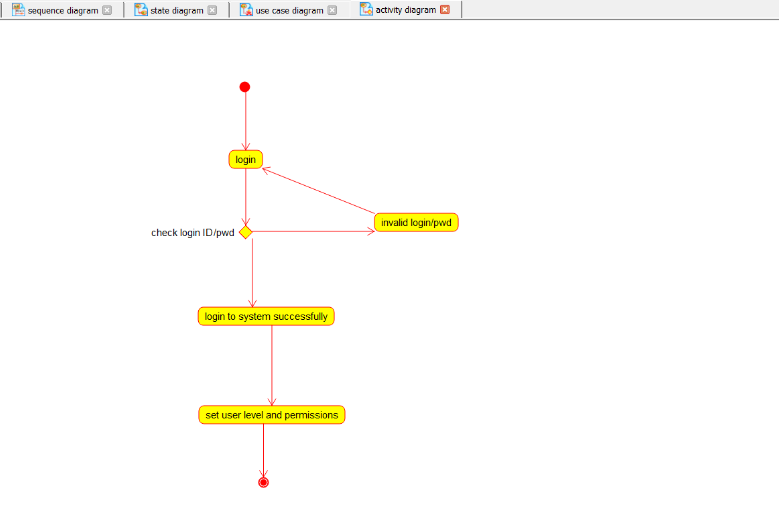 sequence diagram
state diagram
use case diagram
activity diagram
login
invalid login/pwd
check login ID/pwd
login to system successfully
set user level and permissions